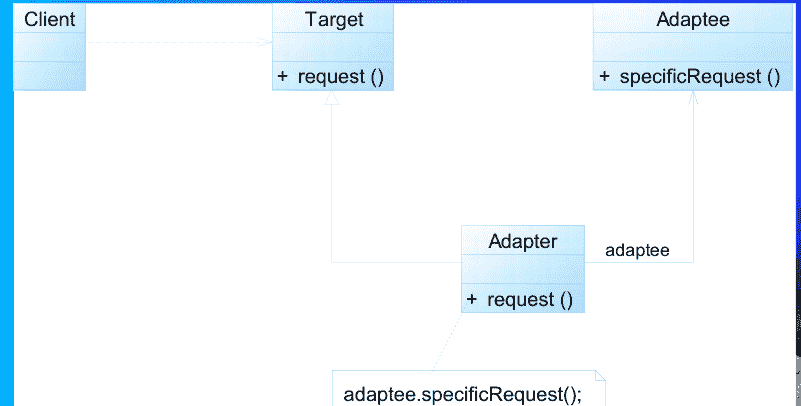 Client
Target
Adaptee
+ request ()
+ specificRequest ()
Adapter
adaptee
+ request ()
adaptee.specificRequest();